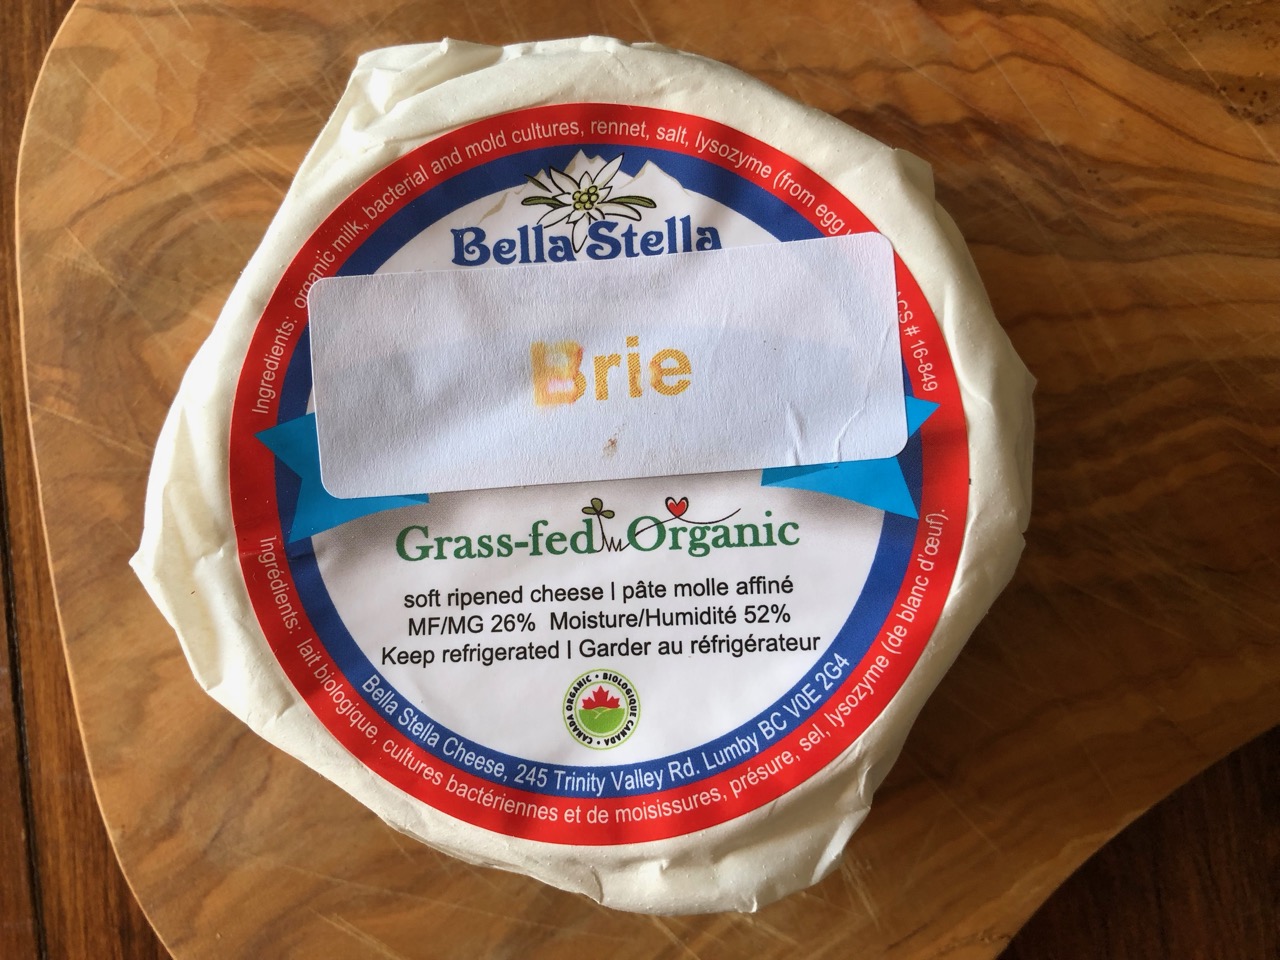 Ingredients: organic milk, bacterial and mold cultures, rennet, salt, lysozyme (from egg
ACS # 16-849
Bella Stella
Brie
Grass-fed Organic
soft ripened cheese | pâte molle affiné
MF/MG 26% Moisture/Humidité 52%
Keep refrigerated | Garder au réfrigérateur
CANADA ORGANIC • BIOLOGIQUE CANADA •
Bella Stella Cheese, 245 Trinity Valley Rd. Lumby BC V0E 2G4
Ingrédients: lait biologique, cultures bactériennes et de moisissures, présure, sel, lysozyme (de blanc d'œuf).